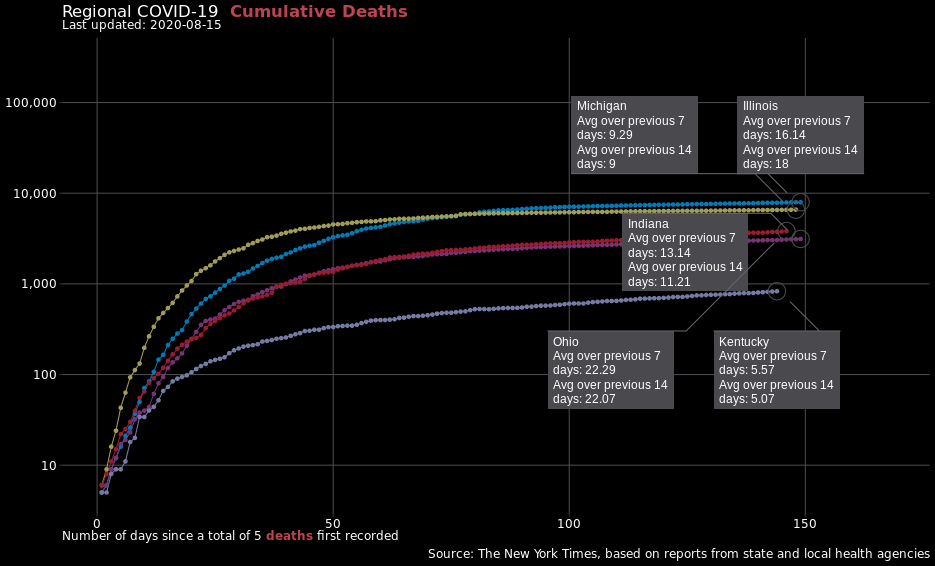 Regional COVID-19 Cumulative Deaths
Last updated: 2020-08-15
100,000
10,000
1,000
100
10
Michigan
Avg over previous 7
days: 9.29
Avg over previous 14
days: 9
Illinois
Avg over previous 7
days: 16.14
Avg over previous 14
days: 18
Indiana
Avg over previous 7
days: 13.14
Avg over previous 14
days: 11.21
Ohio
Avg over previous 7
days: 22.29
Avg over previous 14
days: 22.07
Kentucky
Avg over previous 7
days: 5.57
Avg over previous 14
days: 5.07
0 50 100 150
Number of days since a total of 5 deaths first recorded
Source: The New York Times, based on reports from state and local health agencies